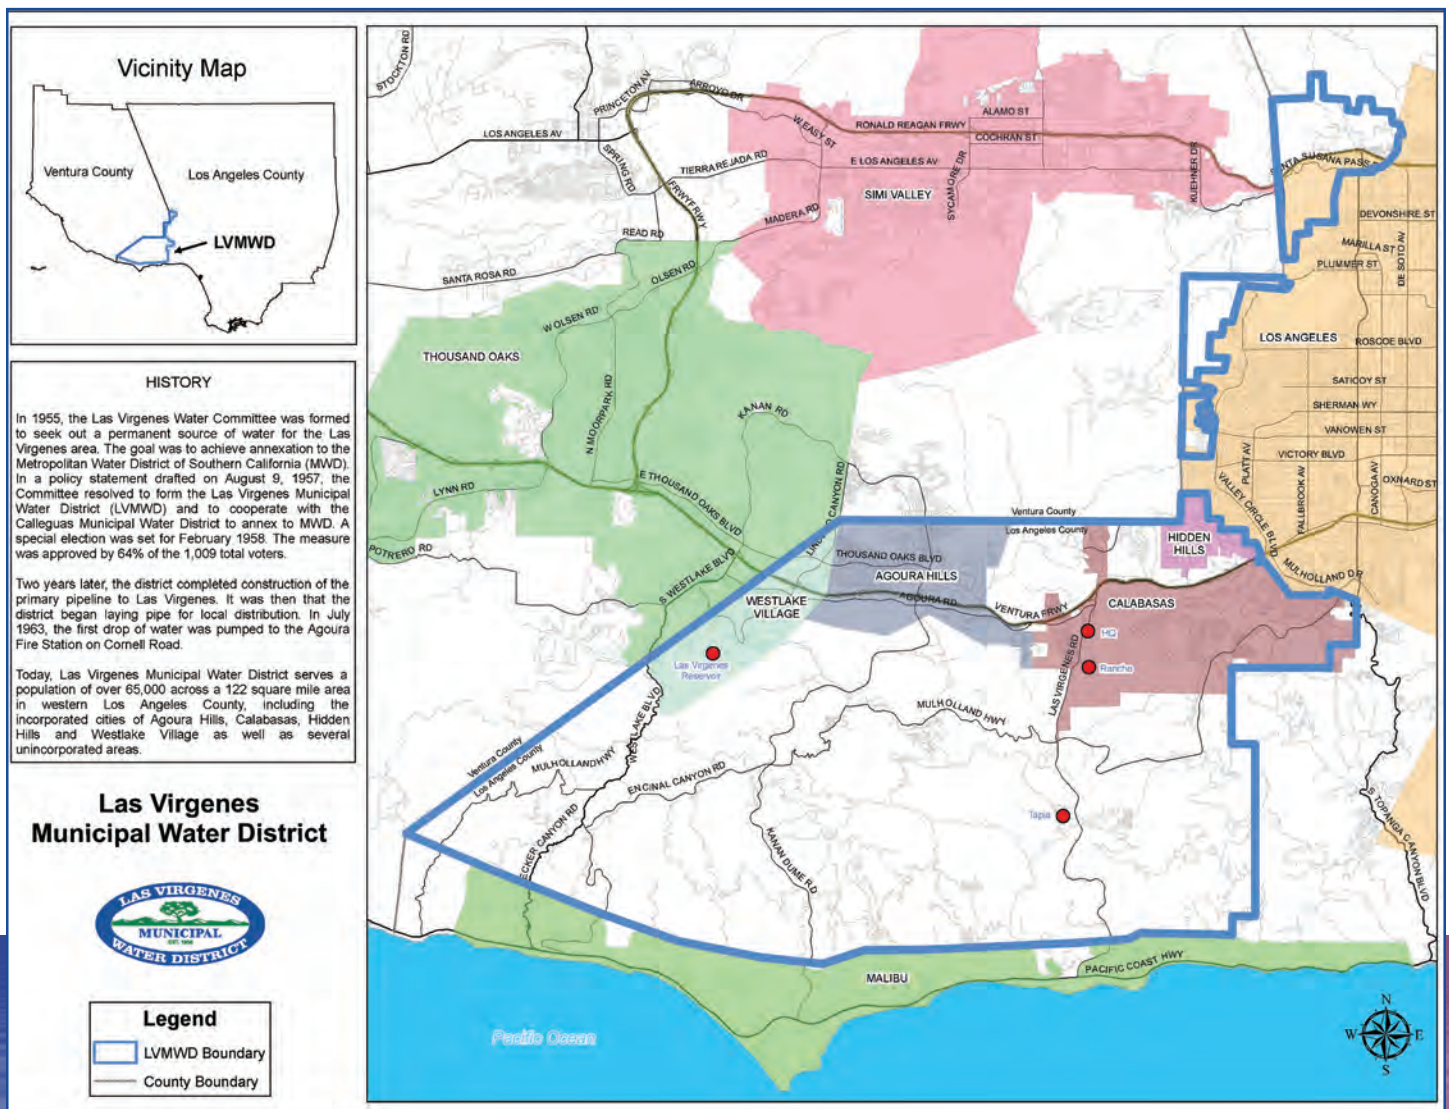 Vicinity Map
Ventura County
Los Angeles County
LVMWD
HISTORY
In 1955, the Las Virgenes Water Committee was formed
to seek out a permanent source of water for the Las
Virgenes area. The goal was to achieve annexation to the
Metropolitan Water District of Southern California (MWD).
In a policy statement drafted on August 9, 1957, the
Committee resolved to form the Las Virgenes Municipal
Water District (LVMWD) and to cooperate with the
Calleguas Municipal Water District to annex to MWD. A
special election was set for February 1958. The measure
was approved by 64% of the 1,009 total voters.
Two years later, the district completed construction of the
primary pipeline to Las Virgenes. It was then that the
district began laying pipe for local distribution. In July
1963, the first drop of water was pumped to the Agoura
Fire Station on Cornell Road.
Today, Las Virgenes Municipal Water District serves a
population of over 65,000 across a 122 square mile area
in western Los Angeles County, including the
incorporated cities of Agoura Hills, Calabasas, Hidden
Hills and Westlake Village as well as several
unincorporated areas.
Las Virgenes
Municipal Water District
LAS VIRGENES
MUNICIPAL
WATER DISTRICT
Legend
LVMWD Boundary
County Boundary
STOCKTON RD
PRINCETON AV
ARROYO DR
LOS ANGELES AV
SPRING RD
W EASY ST
RONALD REAGAN FRWY
ALAMO ST
COCHRAN ST
TIERRA REJADA RD
E LOS ANGELES AV
SYCAMORE DR
KUEHNER DR
SIMI VALLEY
MADERA RD
FRWY FRWY
READ RD
SANTA ROSA RD
OLSEN RD
W OLSEN RD
THOUSAND OAKS
N MOORPARK RD
KANAN RD
LYNN RD
E THOUSAND OAKS BLVD
POTRERO RD
S WESTLAKE BLVD
CANYON RD
SANTA SUSANA PASS
DEVONSHIRE ST
MARILLA ST
PLUMMER ST
DE SOTO AV
LOS ANGELES
ROSCOE BLVD
SATICOY ST
SHERMAN WY
VANOWEN ST
VICTORY BLVD
PLATT AV
FALLBROOK AV
CANOGA AV
OXNARD ST
VALLEY CIRCLE BLVD
MULHOLLAND DR
Ventura County
Los Angeles County
HIDDEN
HILLS
THOUSAND OAKS BLVD
AGOURA HILLS
AGOURA RD
WESTLAKE
VILLAGE
VENTURA FRWY
CALABASAS
HQ
Rancho
LAS VIRGENES RD
Las Virgenes
Reservoir
MULHOLLAND HWY
WESTLAKE BLVD
Ventura County
Los Angeles County
MULHOLLAND HWY
ENCINAL CANYON RD
DECKER CANYON RD
KANAN DUME RD
Tapia
S TOPANGA CANYON BLVD
MALIBU
PACIFIC COAST HWY
Pacific Ocean
N
W
E
S